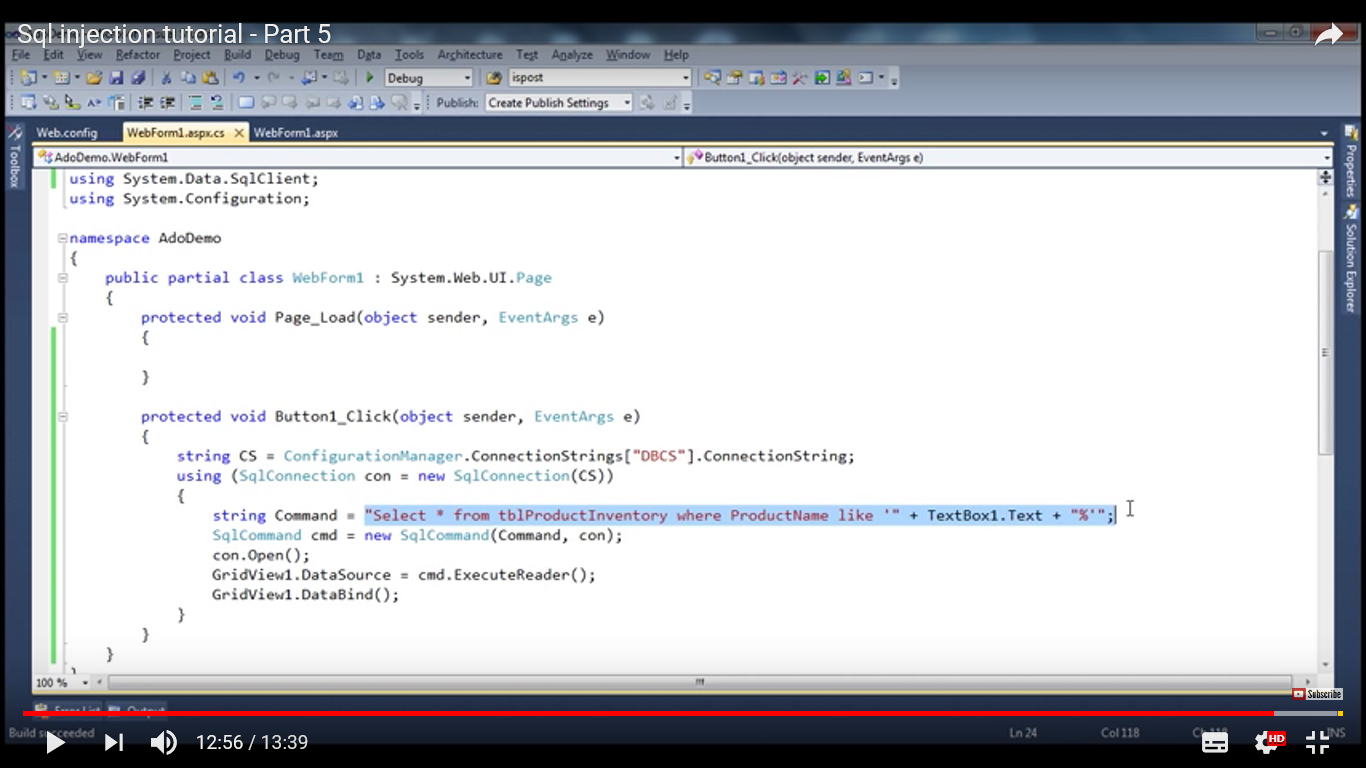 Sql injection tutorial - Part 5
File Edit View Refactor Project Build Debug Team Data Tools Architecture Test Analyze Window Help
Debug ispost
Publish: Create Publish Settings
Web.config WebForm1.aspx.cs WebForm1.aspx
Toolbox
AdoDemo.WebForm1 Button1_Click(object sender, EventArgs e)
Properties
Solution Explorer
using System.Data.SqlClient;
using System.Configuration;
namespace AdoDemo
{
public partial class WebForm1 : System.Web.UI.Page
{
protected void Page_Load(object sender, EventArgs e)
{
}
protected void Button1_Click(object sender, EventArgs e)
{
string CS = ConfigurationManager.ConnectionStrings["DBCS"].ConnectionString;
using (SqlConnection con = new SqlConnection(CS))
{
string Command = "Select * from tblProductInventory where ProductName like '" + TextBox1.Text + "%'";
SqlCommand cmd = new SqlCommand(Command, con);
con.Open();
GridView1.DataSource = cmd.ExecuteReader();
GridView1.DataBind();
}
}
}
100 %
Subscribe
Error List Output
Build succeeded Ln 24 Col 118 INS
12:56 / 13:39 HD